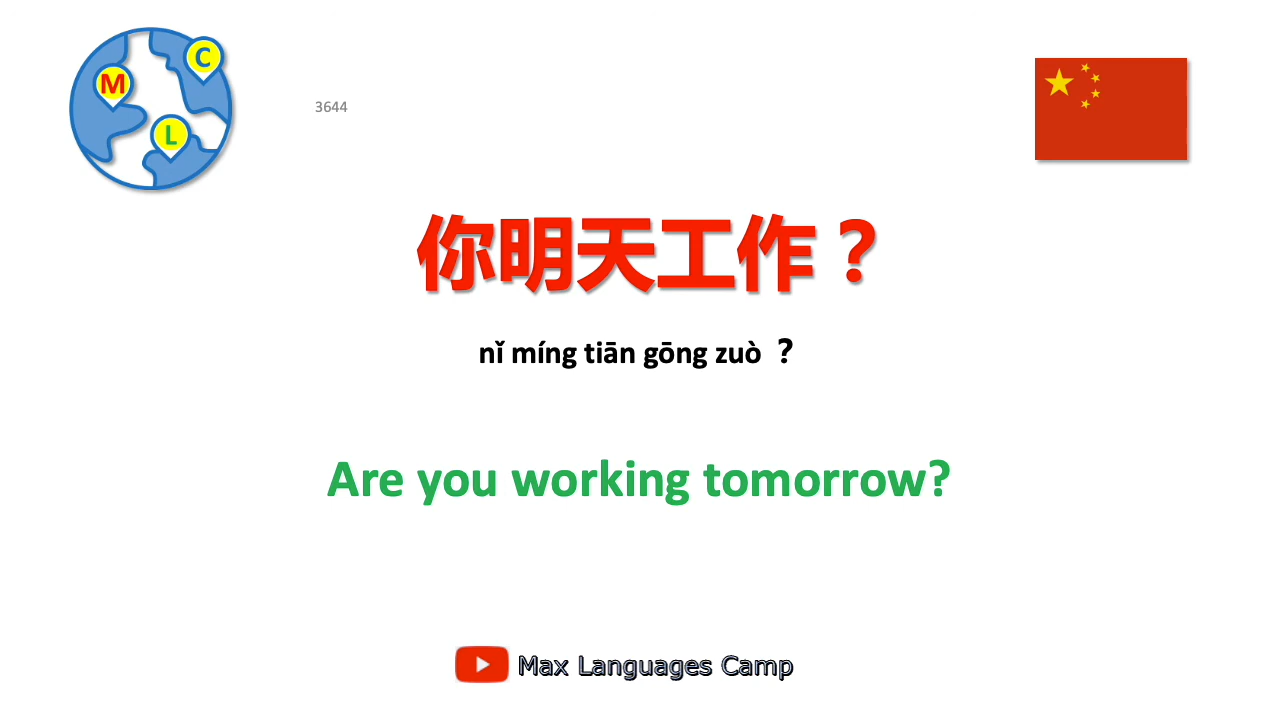 M
C
L
3644
你明天工作？
nǐ míng tiān gōng zuò ？
Are you working tomorrow?
Max Languages Camp